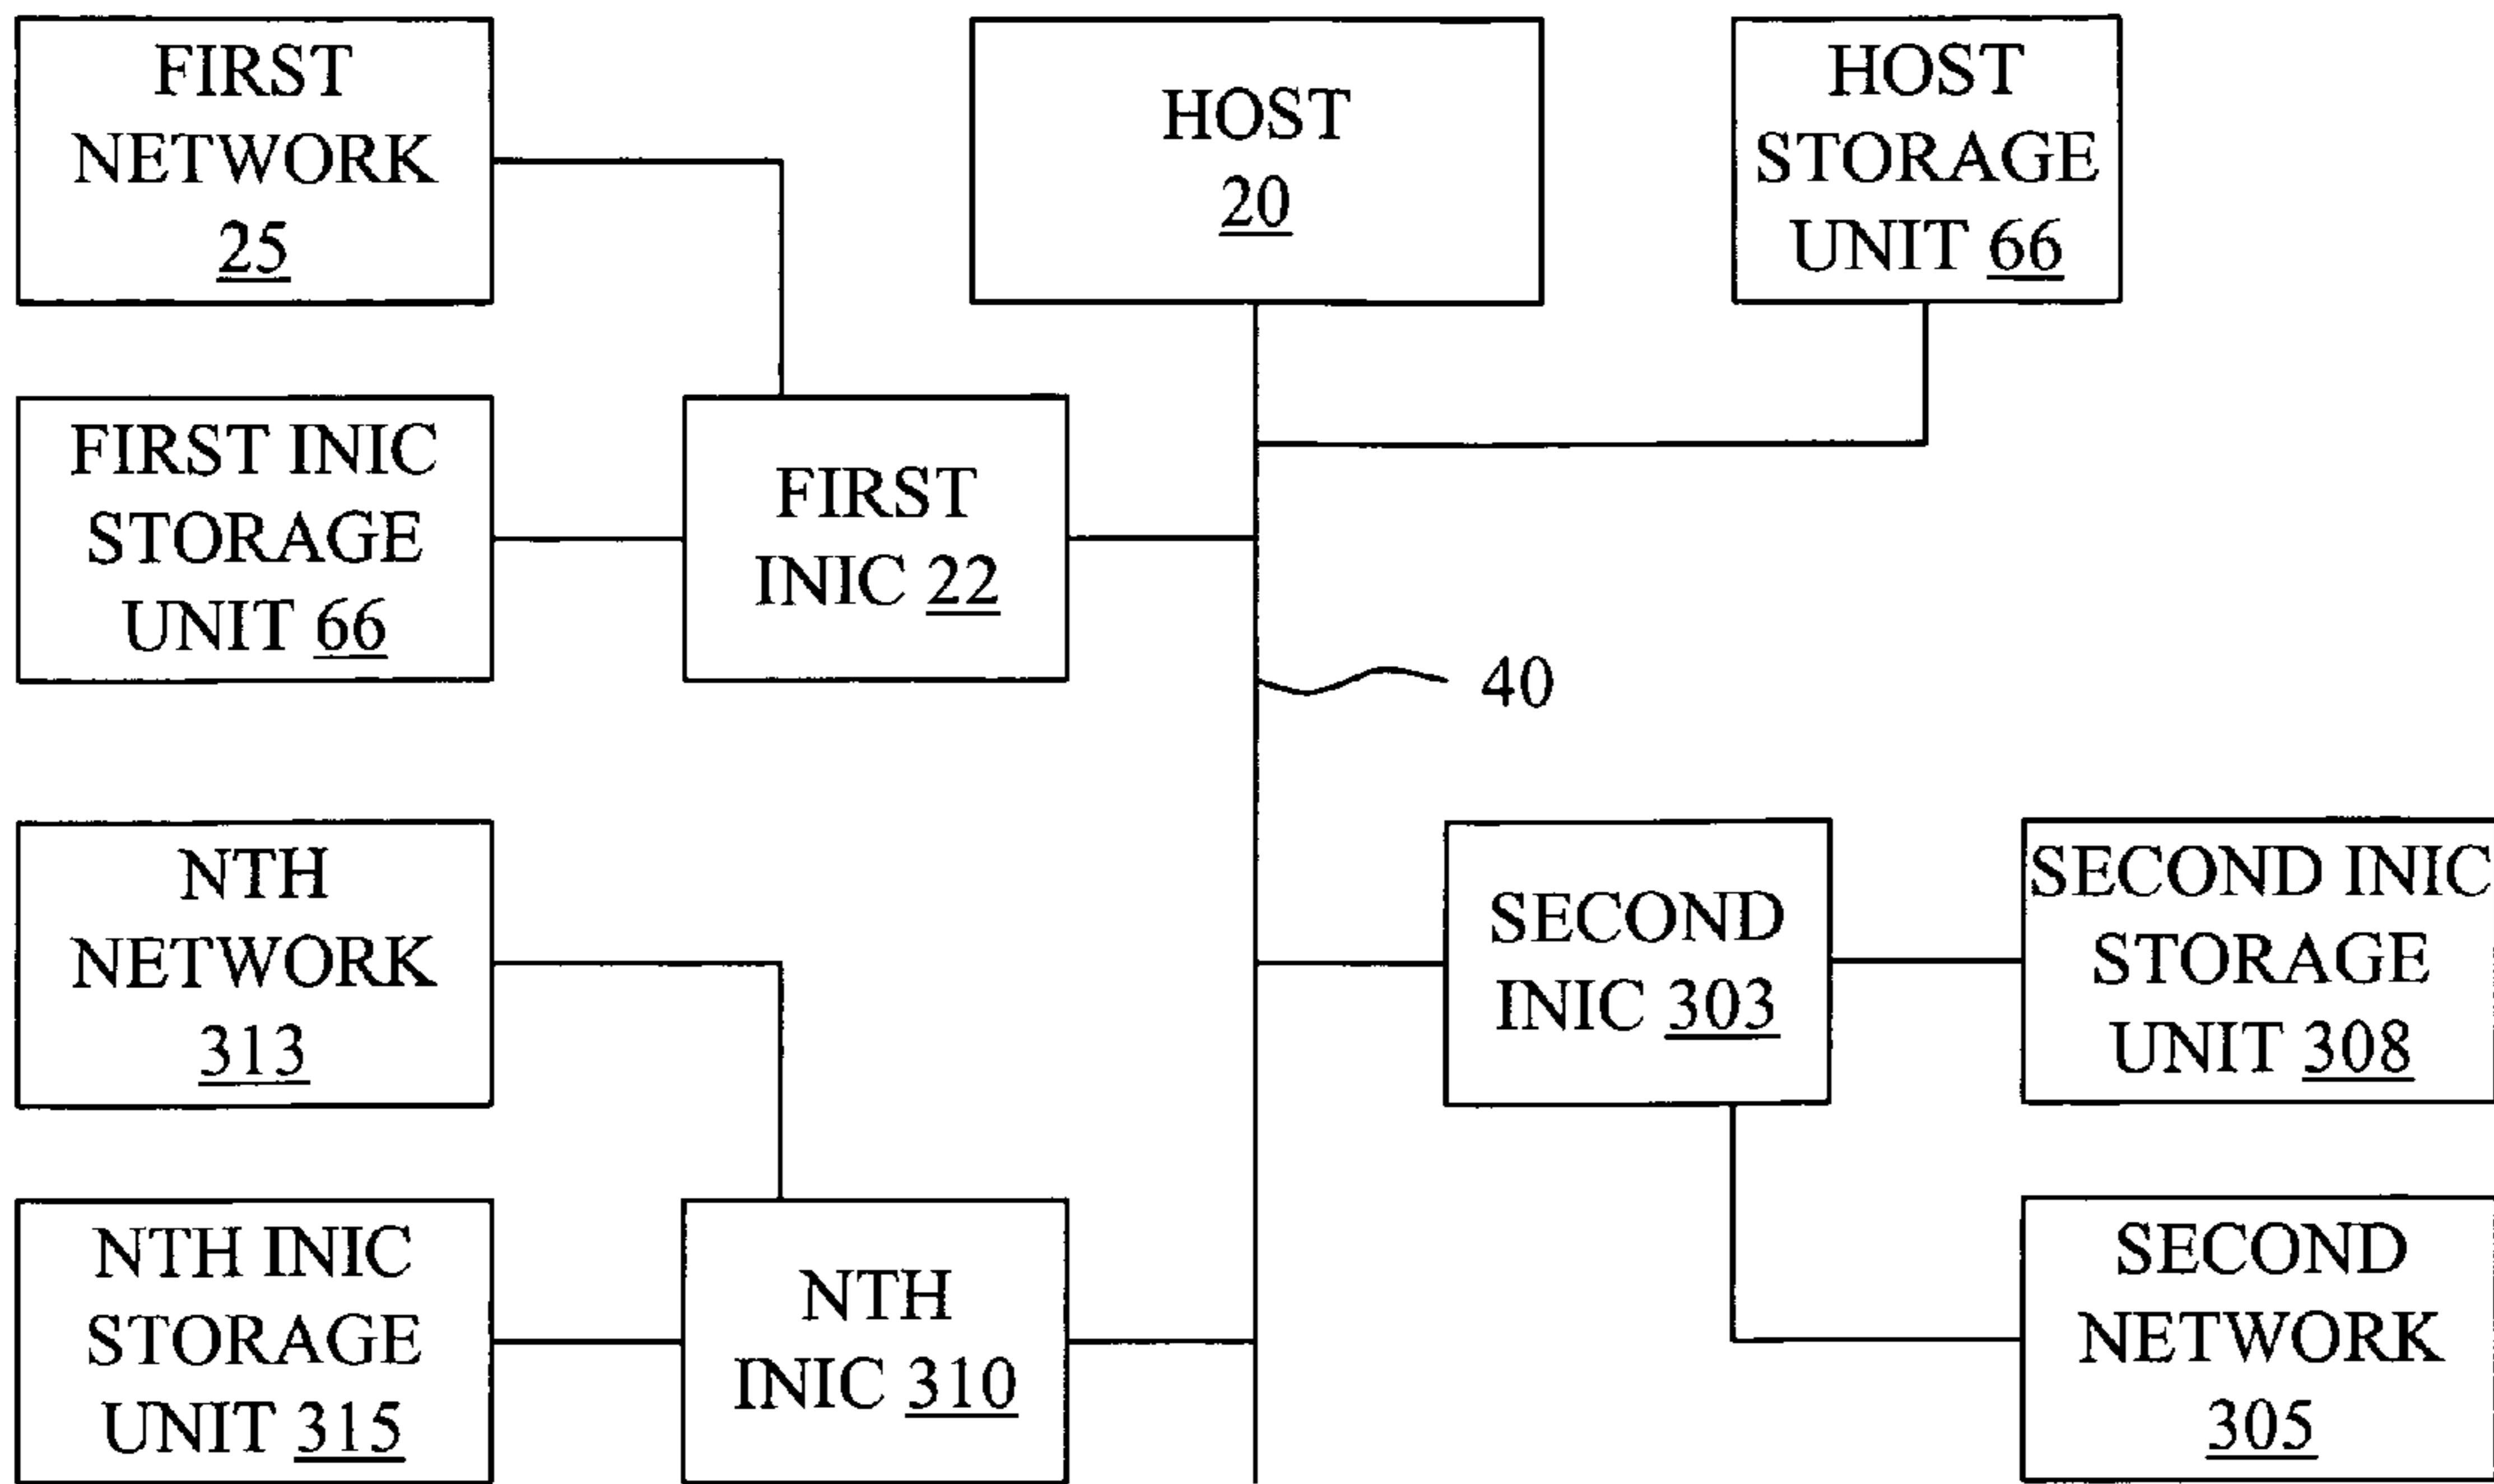 FIRST
NETWORK
25
HOST
20
HOST
STORAGE
UNIT 66
FIRST INIC
STORAGE
UNIT 66
FIRST
INIC 22
40
NTH
NETWORK
313
SECOND
INIC 303
SECOND INIC
STORAGE
UNIT 308
NTH INIC
STORAGE
UNIT 315
NTH
INIC 310
SECOND
NETWORK
305